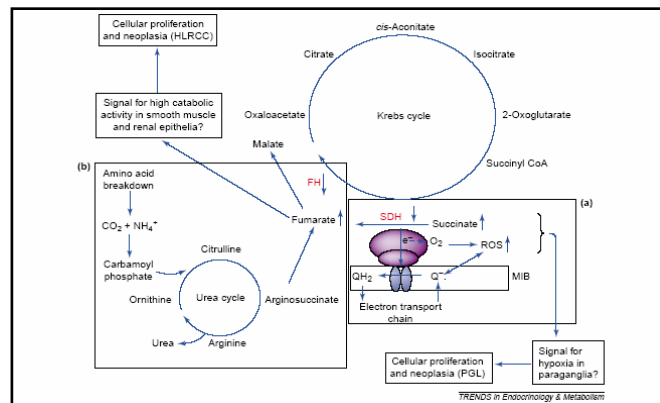 Cellular proliferation
and neoplasia (HLRCC)
cis-Aconitate
Citrate
Isocitrate
Signal for high catabolic
activity in smooth muscle
and renal epithelia?
Oxaloacetate
Krebs cycle
2-Oxoglutarate
Malate
Succinyl CoA
(b)
Amino acid
breakdown
FH
(a)
SDH
Succinate
Fumarate
CO2 + NH4+
e–
O2
ROS
Citrulline
Carbamoyl
phosphate
QH2
Q–.
MIB
Ornithine
Urea cycle
Arginosuccinate
Electron transport
chain
Urea
Arginine
Cellular proliferation
and neoplasia (PGL)
Signal for
hypoxia in
paraganglia?
TRENDS in Endocrinology & Metabolism